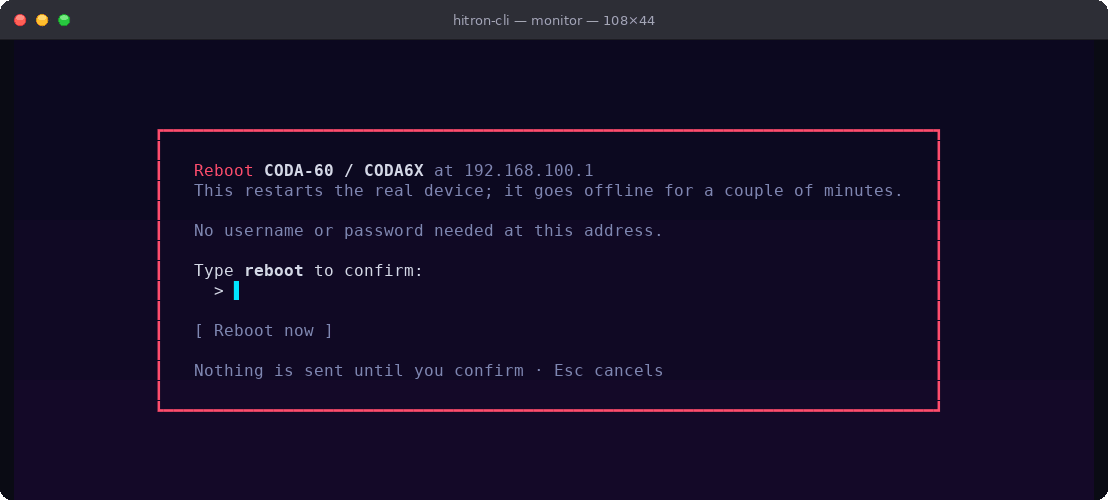 hitron-cli — monitor — 108×44
Reboot CODA-60 / CODA6X at 192.168.100.1
This restarts the real device; it goes offline for a couple of minutes.
No username or password needed at this address.
Type reboot to confirm:
>
[ Reboot now ]
Nothing is sent until you confirm · Esc cancels